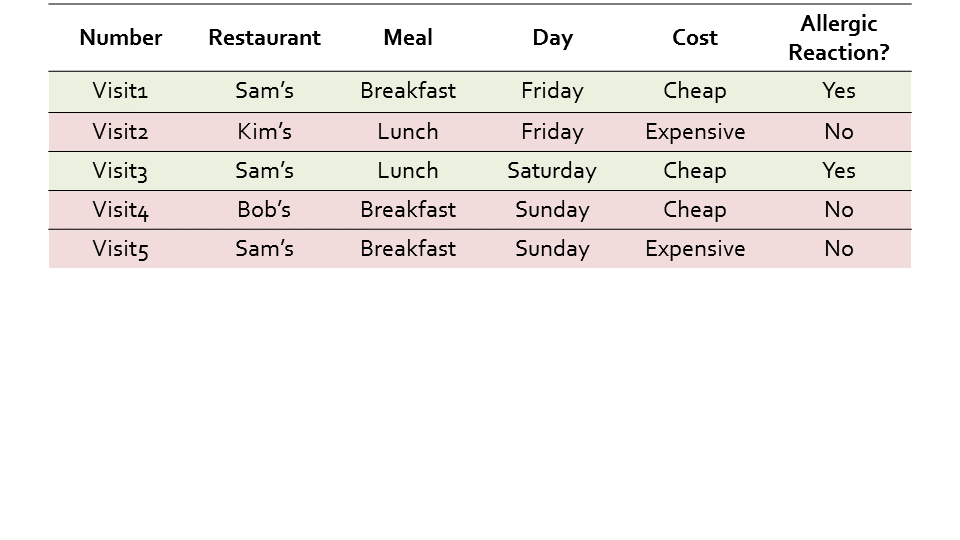 Number Restaurant Meal Day Cost Allergic Reaction?
Visit1 Sam’s Breakfast Friday Cheap Yes
Visit2 Kim’s Lunch Friday Expensive No
Visit3 Sam’s Lunch Saturday Cheap Yes
Visit4 Bob’s Breakfast Sunday Cheap No
Visit5 Sam’s Breakfast Sunday Expensive No